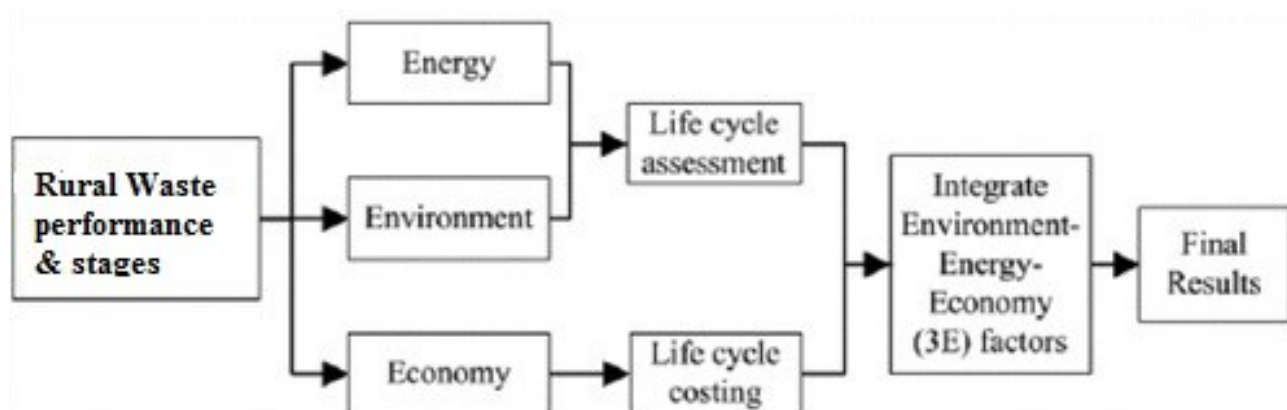 Rural Waste
performance
& stages
Energy
Environment
Economy
Life cycle
assessment
Life cycle
costing
Integrate
Environment-
Energy-
Economy
(3E) factors
Final
Results